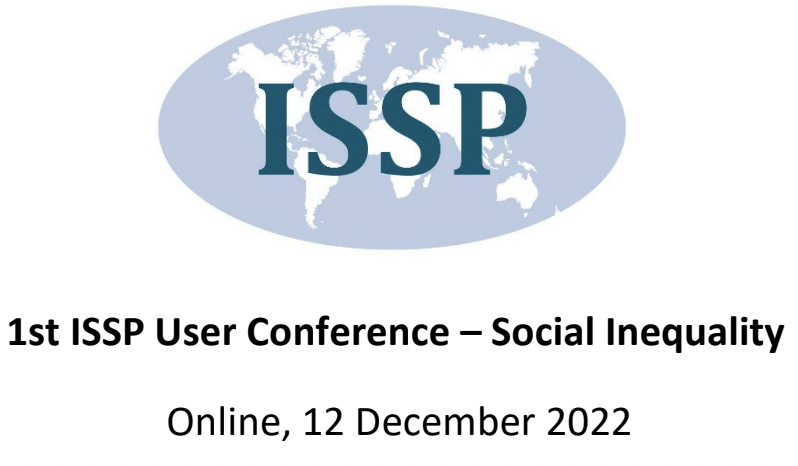 ISSP
1st ISSP User Conference – Social Inequality
Online, 12 December 2022